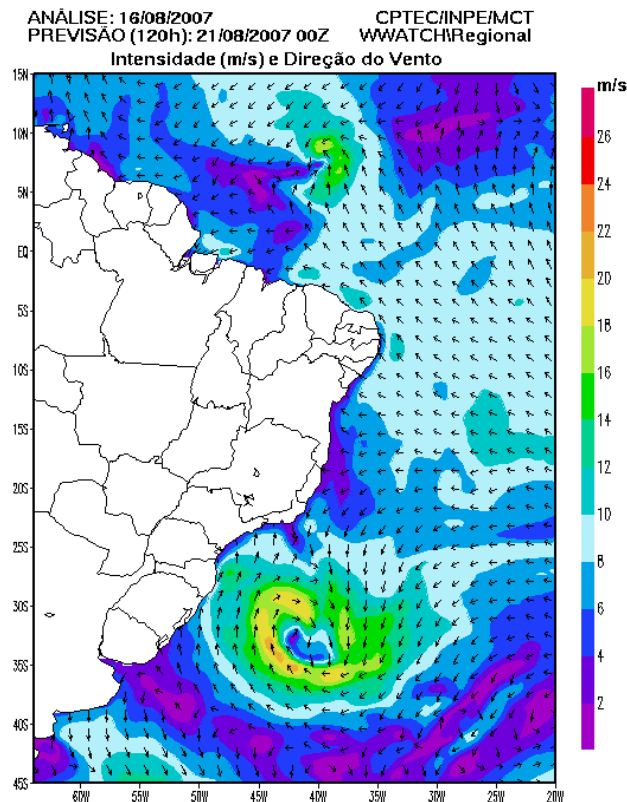 ANÁLISE: 16/08/2007 CPTEC/INPE/MCT
PREVISÃO (120h): 21/08/2007 00Z WWATCH\Regional
Intensidade (m/s) e Direção do Vento
m/s
15N
10N
5N
EQ
5S
10S
15S
20S
25S
30S
35S
40S
45S
26
24
22
20
18
16
14
12
10
8
6
4
2
60W 55W 50W 45W 40W 35W 30W 25W 20W